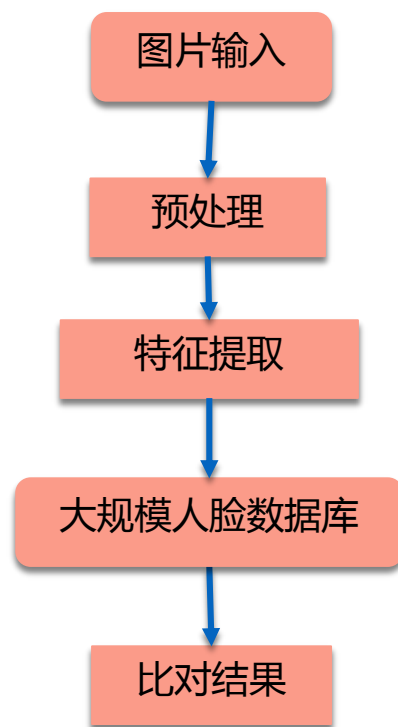 图片输入
预处理
特征提取
大规模人脸数据库
比对结果